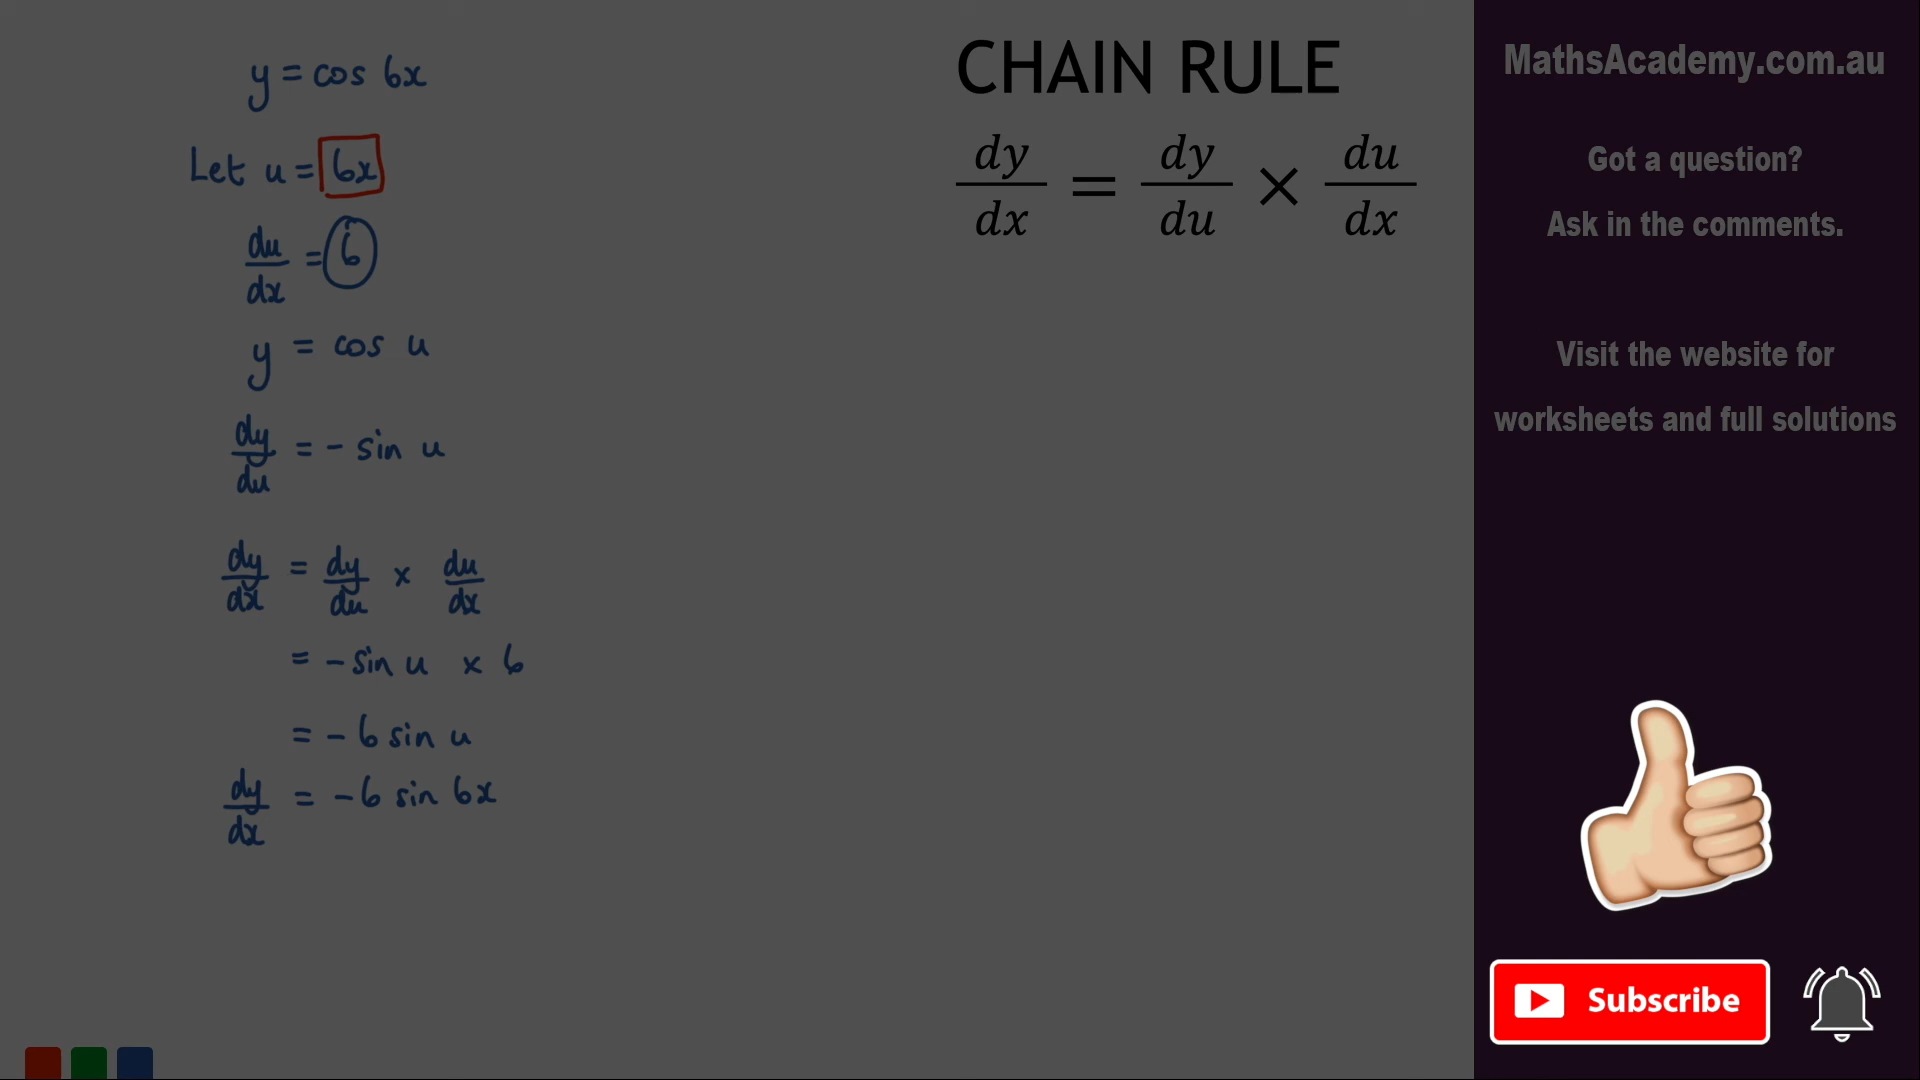 y = cos 6x
Let u = 6x
du/dx = 6
y = cos u
dy/du = - sin u
dy/dx = dy/du x du/dx
= - sin u x 6
= - 6 sin u
dy/dx = - 6 sin 6x
CHAIN RULE
dy/dx = dy/du × du/dx
MathsAcademy.com.au
Got a question?
Ask in the comments.
Visit the website for
worksheets and full solutions
Subscribe